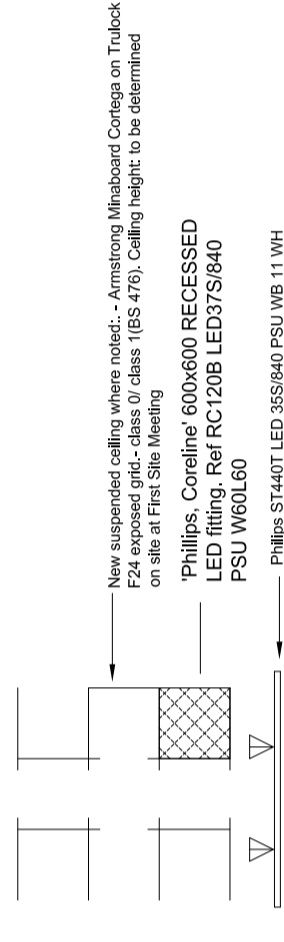 New suspended ceiling where noted:. - Armstrong Minaboard Cortega on Trulock
F24 exposed grid.- class 0/ class 1(BS 476). Ceiling height: to be determined
on site at First Site Meeting
'Phillips, Coreline' 600x600 RECESSED
LED fitting. Ref RC120B LED37S/840
PSU W60L60
Philips ST440T LED 35S/840 PSU WB 11 WH